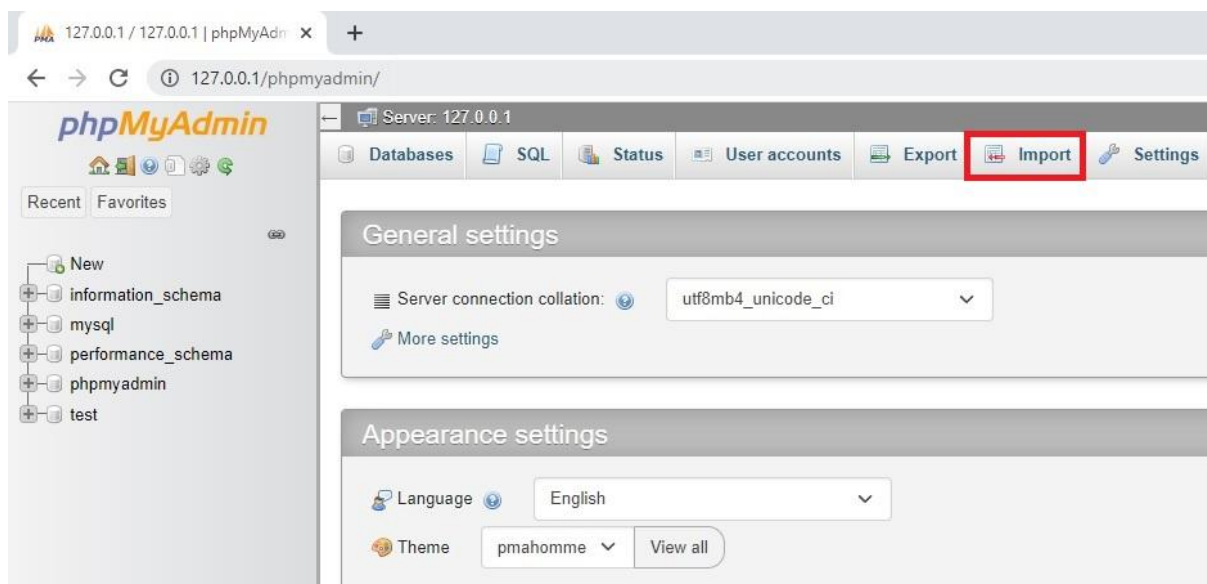 127.0.0.1 / 127.0.0.1 | phpMyAdm
127.0.0.1/phpmyadmin/
phpMyAdmin
Recent Favorites
New
information_schema
mysql
performance_schema
phpmyadmin
test
Server: 127.0.0.1
Databases SQL Status User accounts Export Import Settings
General settings
Server connection collation: utf8mb4_unicode_ci
More settings
Appearance settings
Language English
Theme pmahomme View all